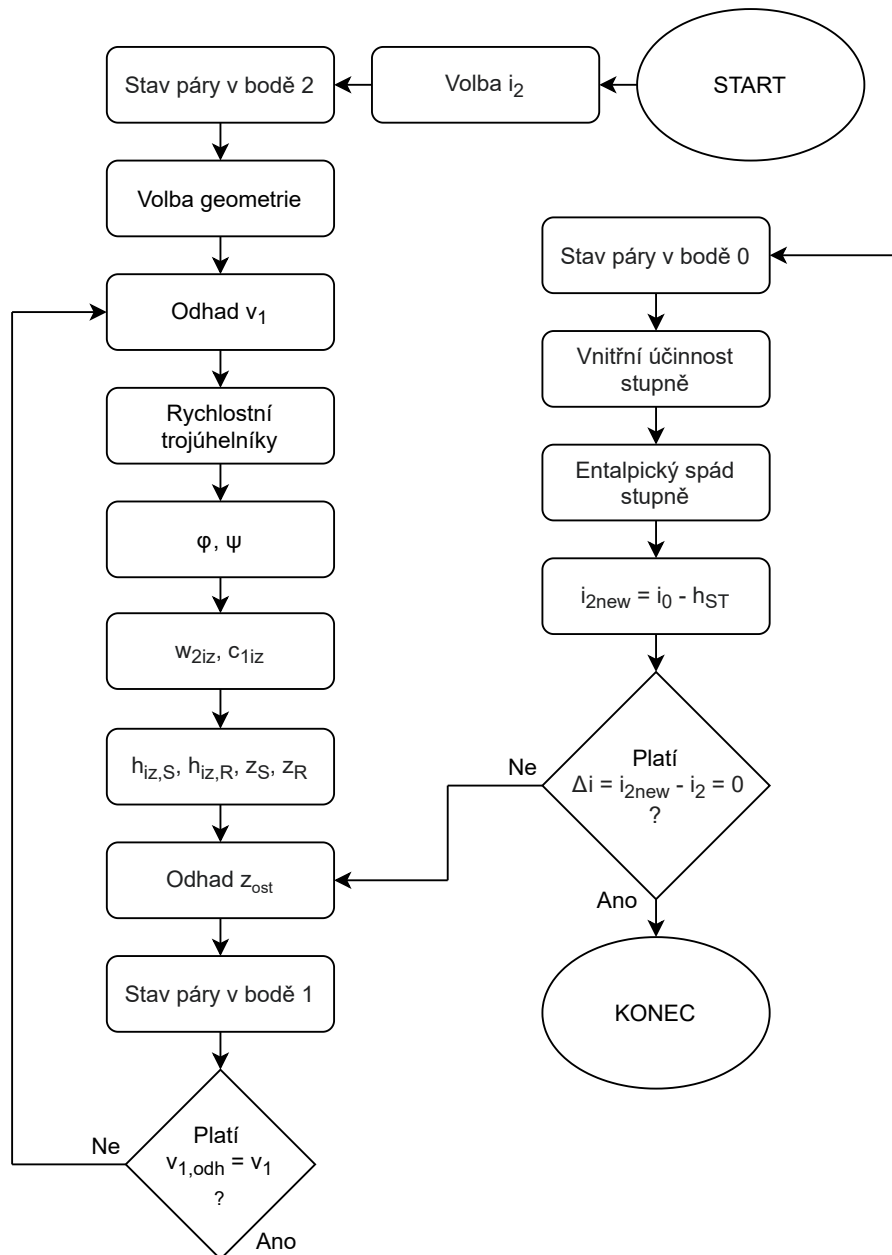 START
Volba i2
Stav páry v bodě 2
Volba geometrie
Odhad v1
Rychlostní
trojúhelníky
φ, ψ
w2iz, c1iz
hiz,S, hiz,R, zS, zR
Odhad zost
Stav páry v bodě 1
Platí
v1,odh = v1
?
Ne
Ano
Stav páry v bodě 0
Vnitřní účinnost
stupně
Entalpický spád
stupně
i2new = i0 - hST
Platí
Δi = i2new - i2 = 0
?
Ne
Ano
KONEC